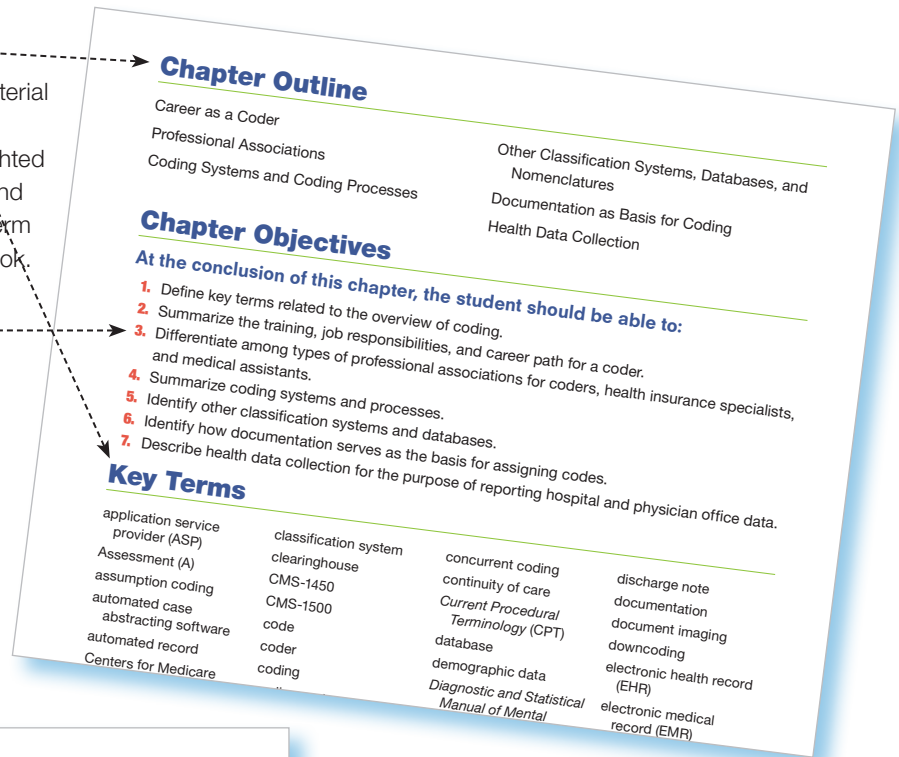 terial
hted
nd
erm
ok.
Chapter Outline
Career as a Coder
Professional Associations
Coding Systems and Coding Processes
Other Classification Systems, Databases, and
Nomenclatures
Documentation as Basis for Coding
Health Data Collection
Chapter Objectives
At the conclusion of this chapter, the student should be able to:
1. Define key terms related to the overview of coding.
2. Summarize the training, job responsibilities, and career path for a coder.
3. Differentiate among types of professional associations for coders, health insurance specialists,
and medical assistants.
4. Summarize coding systems and processes.
5. Identify other classification systems and databases.
6. Identify how documentation serves as the basis for assigning codes.
7. Describe health data collection for the purpose of reporting hospital and physician office data.
Key Terms
application service
provider (ASP)
Assessment (A)
assumption coding
automated case
abstracting software
automated record
Centers for Medicare
classification system
clearinghouse
CMS-1450
CMS-1500
code
coder
coding
concurrent coding
continuity of care
Current Procedural
Terminology (CPT)
database
demographic data
Diagnostic and Statistical
Manual of Mental
discharge note
documentation
document imaging
downcoding
electronic health record
(EHR)
electronic medical
record (EMR)